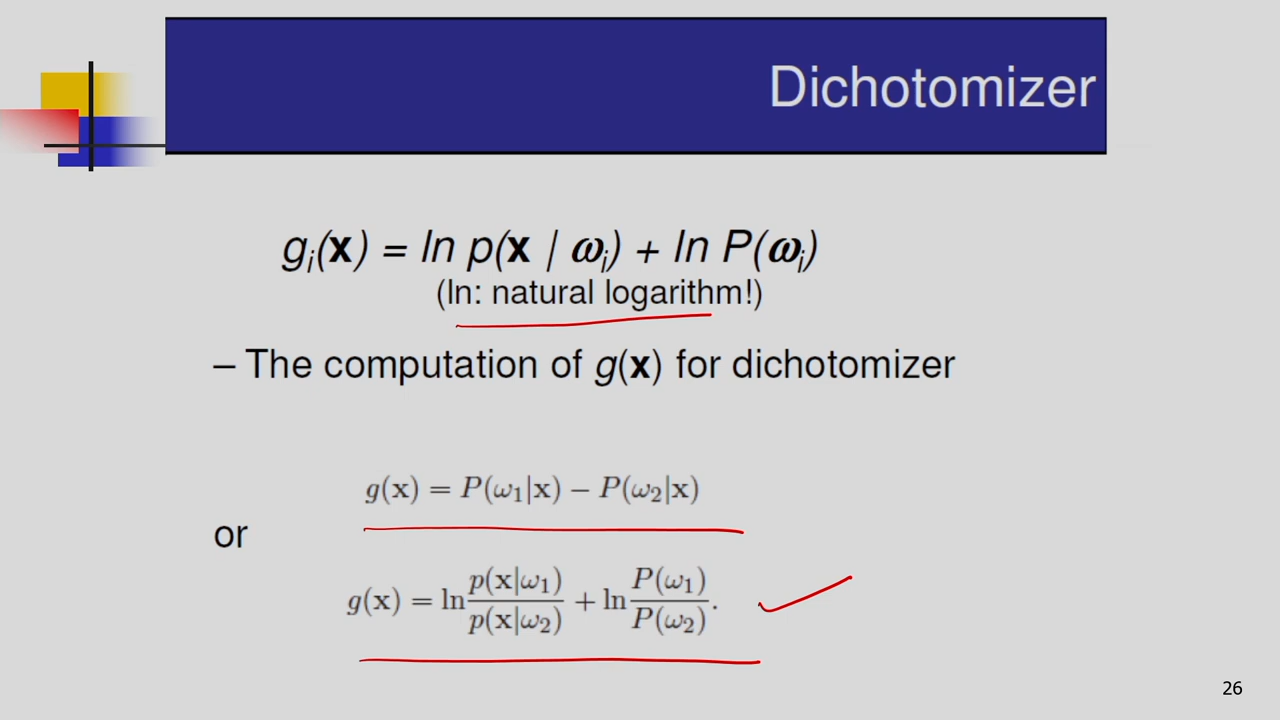 Dichotomizer
gᵢ(x) = ln p(x | ωᵢ) + ln P(ωᵢ)
(ln: natural logarithm!)
– The computation of g(x) for dichotomizer
g(x) = P(ω₁|x) − P(ω₂|x)
or
g(x) = ln p(x|ω₁)/p(x|ω₂) + ln P(ω₁)/P(ω₂).
26